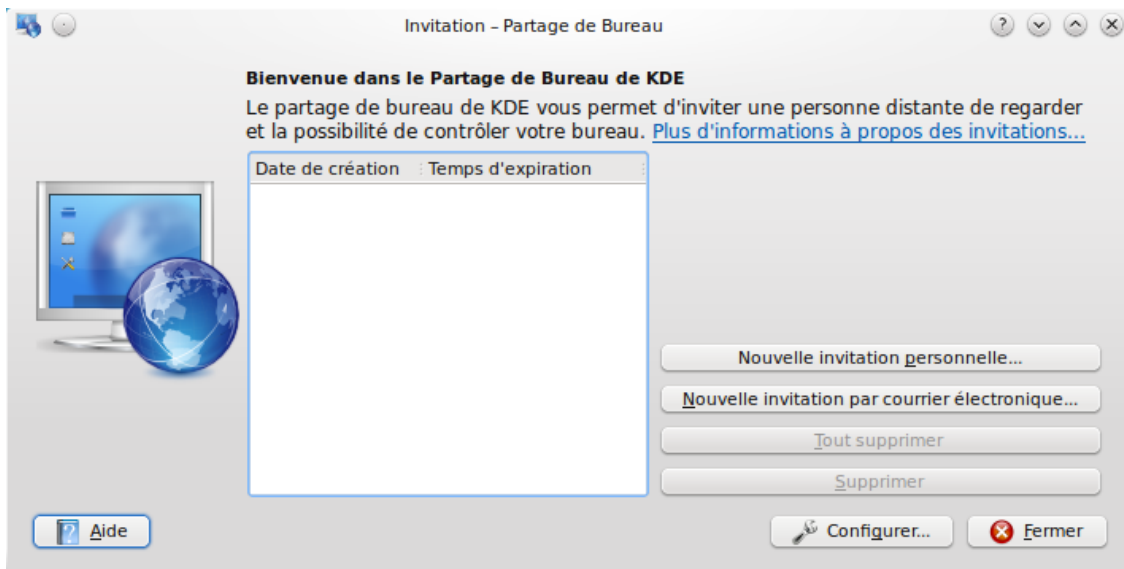 Invitation – Partage de Bureau
Bienvenue dans le Partage de Bureau de KDE
Le partage de bureau de KDE vous permet d'inviter une personne distante de regarder
et la possibilité de contrôler votre bureau. Plus d'informations à propos des invitations...
Date de création Temps d'expiration
Nouvelle invitation personnelle...
Nouvelle invitation par courrier électronique...
Tout supprimer
Supprimer
Aide Configurer... Fermer